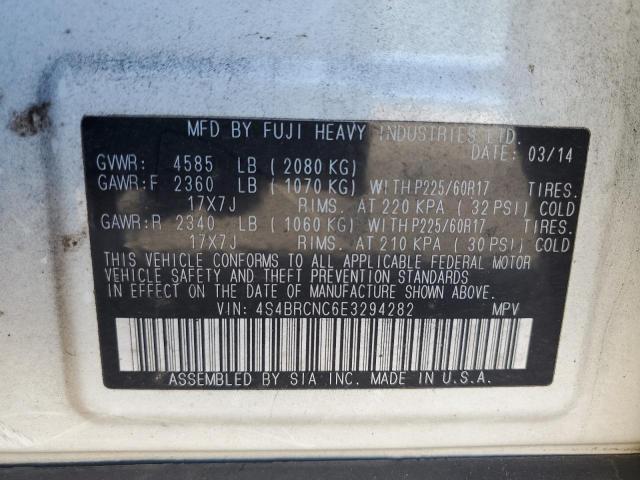 MFD BY FUJI HEAVY INDUSTRIES LTD.
DATE: 03/14
GVWR: 4585 LB ( 2080 KG)
GAWR:F 2360 LB ( 1070 KG) WITH P225/60R17 TIRES.
17X7J RIMS. AT 220 KPA ( 32 PSI) COLD
GAWR:R 2340 LB ( 1060 KG) WITH P225/60R17 TIRES.
17X7J RIMS. AT 210 KPA ( 30 PSI) COLD
THIS VEHICLE CONFORMS TO ALL APPLICABLE FEDERAL MOTOR
VEHICLE SAFETY AND THEFT PREVENTION STANDARDS
IN EFFECT ON THE DATE OF MANUFACTURE SHOWN ABOVE.
VIN: 4S4BRCNC6E3294282 MPV
ASSEMBLED BY SIA INC. MADE IN U.S.A.